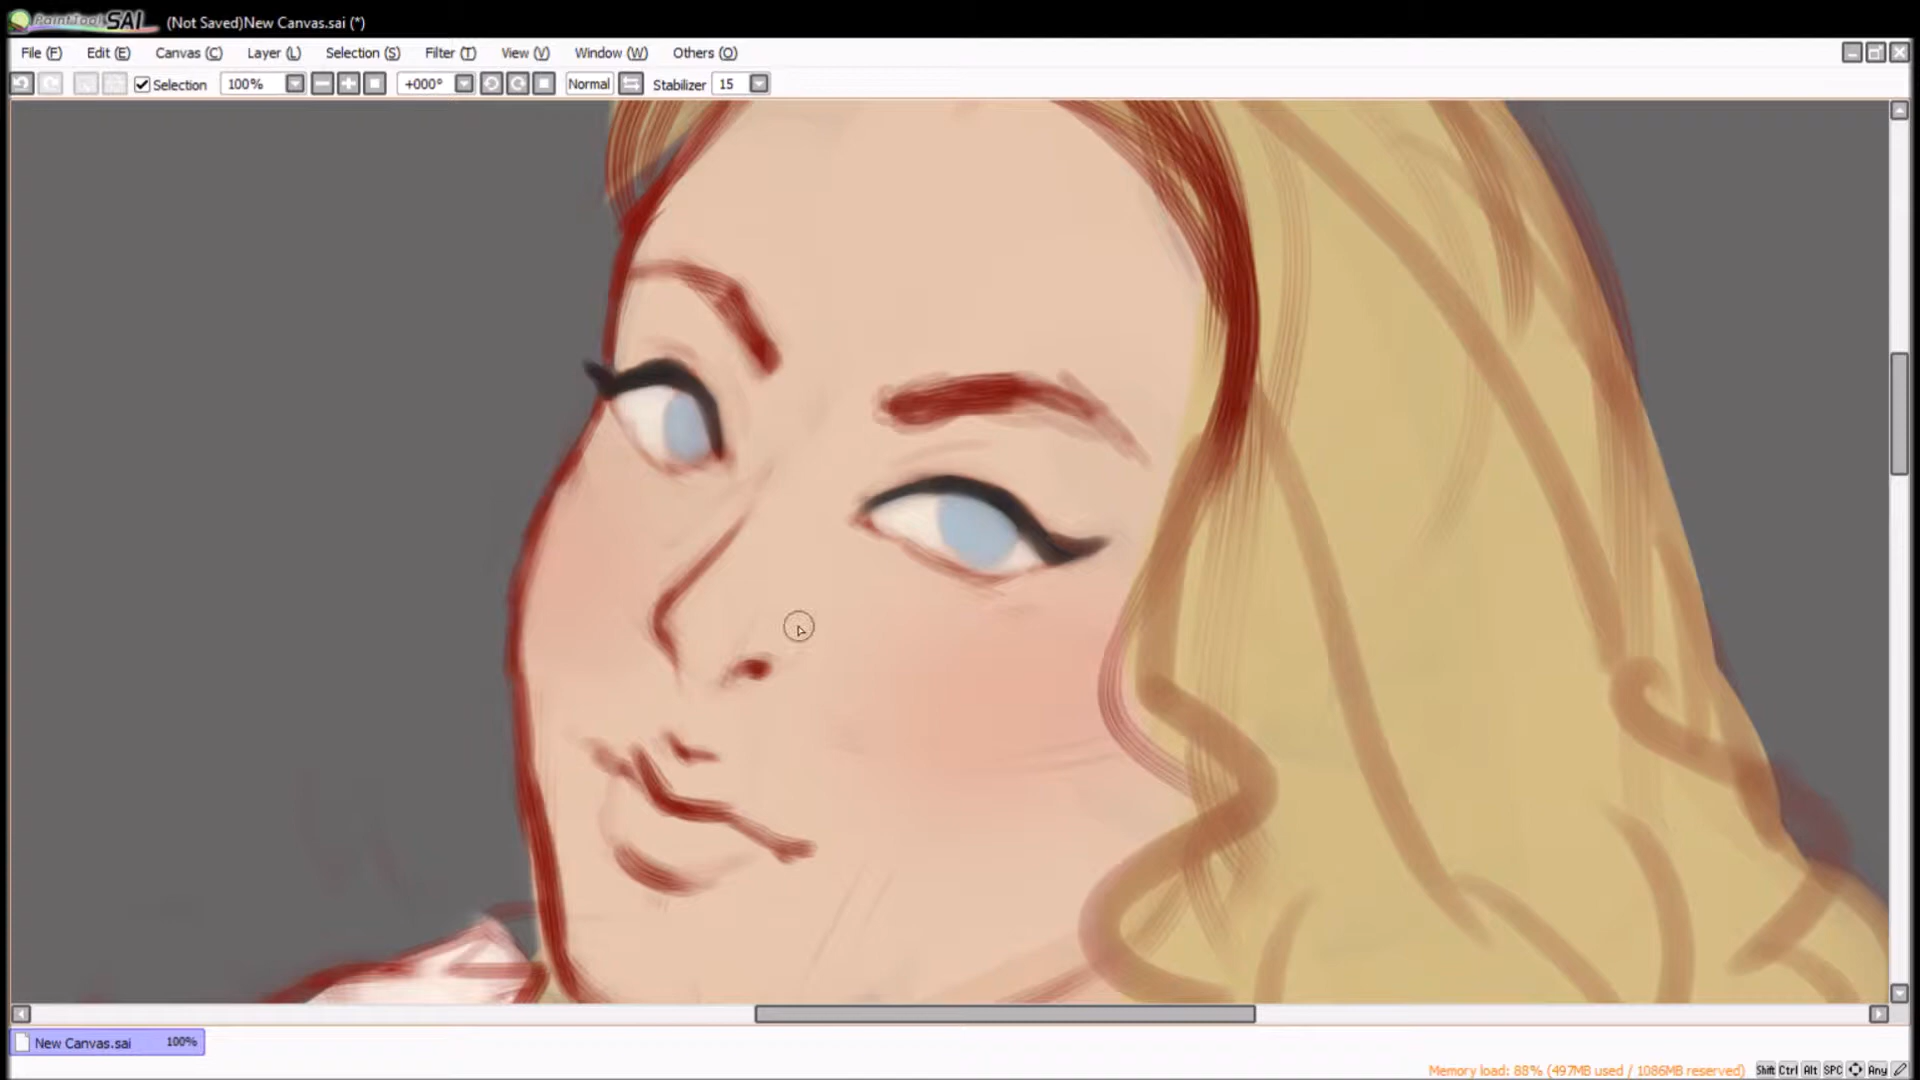 PaintTool SAI (Not Saved)New Canvas.sai (*)
File (F) Edit (E) Canvas (C) Layer (L) Selection (S) Filter (T) View (V) Window (W) Others (O)
Selection 100% +000° Normal Stabilizer 15
New Canvas.sai 100%
Memory load: 88% (497MB used / 1086MB reserved) Shift Ctrl Alt SPC Any